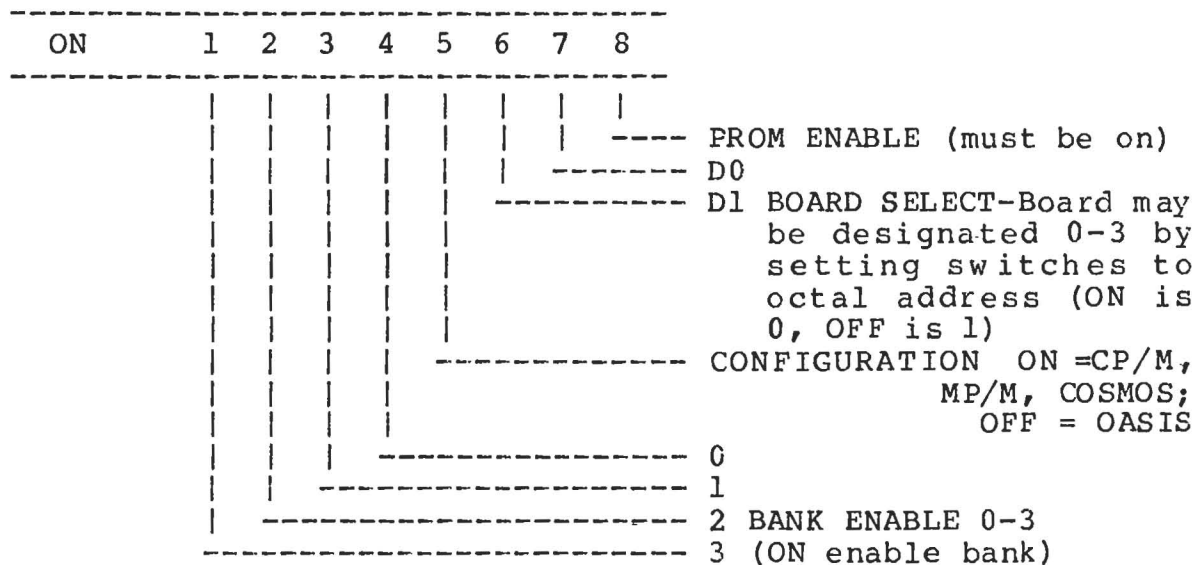 ON 1 2 3 4 5 6 7 8
PROM ENABLE (must be on)
D0
D1 BOARD SELECT-Board may
be designated 0-3 by
setting switches to
octal address (ON is
0, OFF is 1)
CONFIGURATION ON =CP/M,
MP/M, COSMOS;
OFF = OASIS
0
1
2 BANK ENABLE 0-3
3 (ON enable bank)